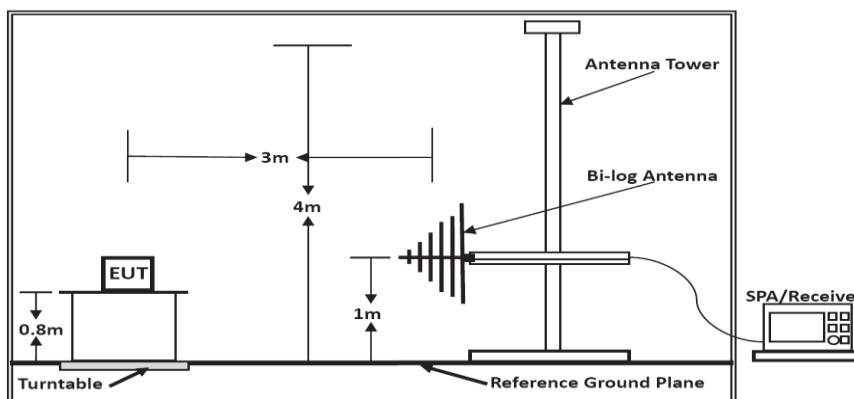 Antenna Tower
3m
Bi-log Antenna
4m
EUT
SPA/Receive
0.8m
1m
Turntable
Reference Ground Plane